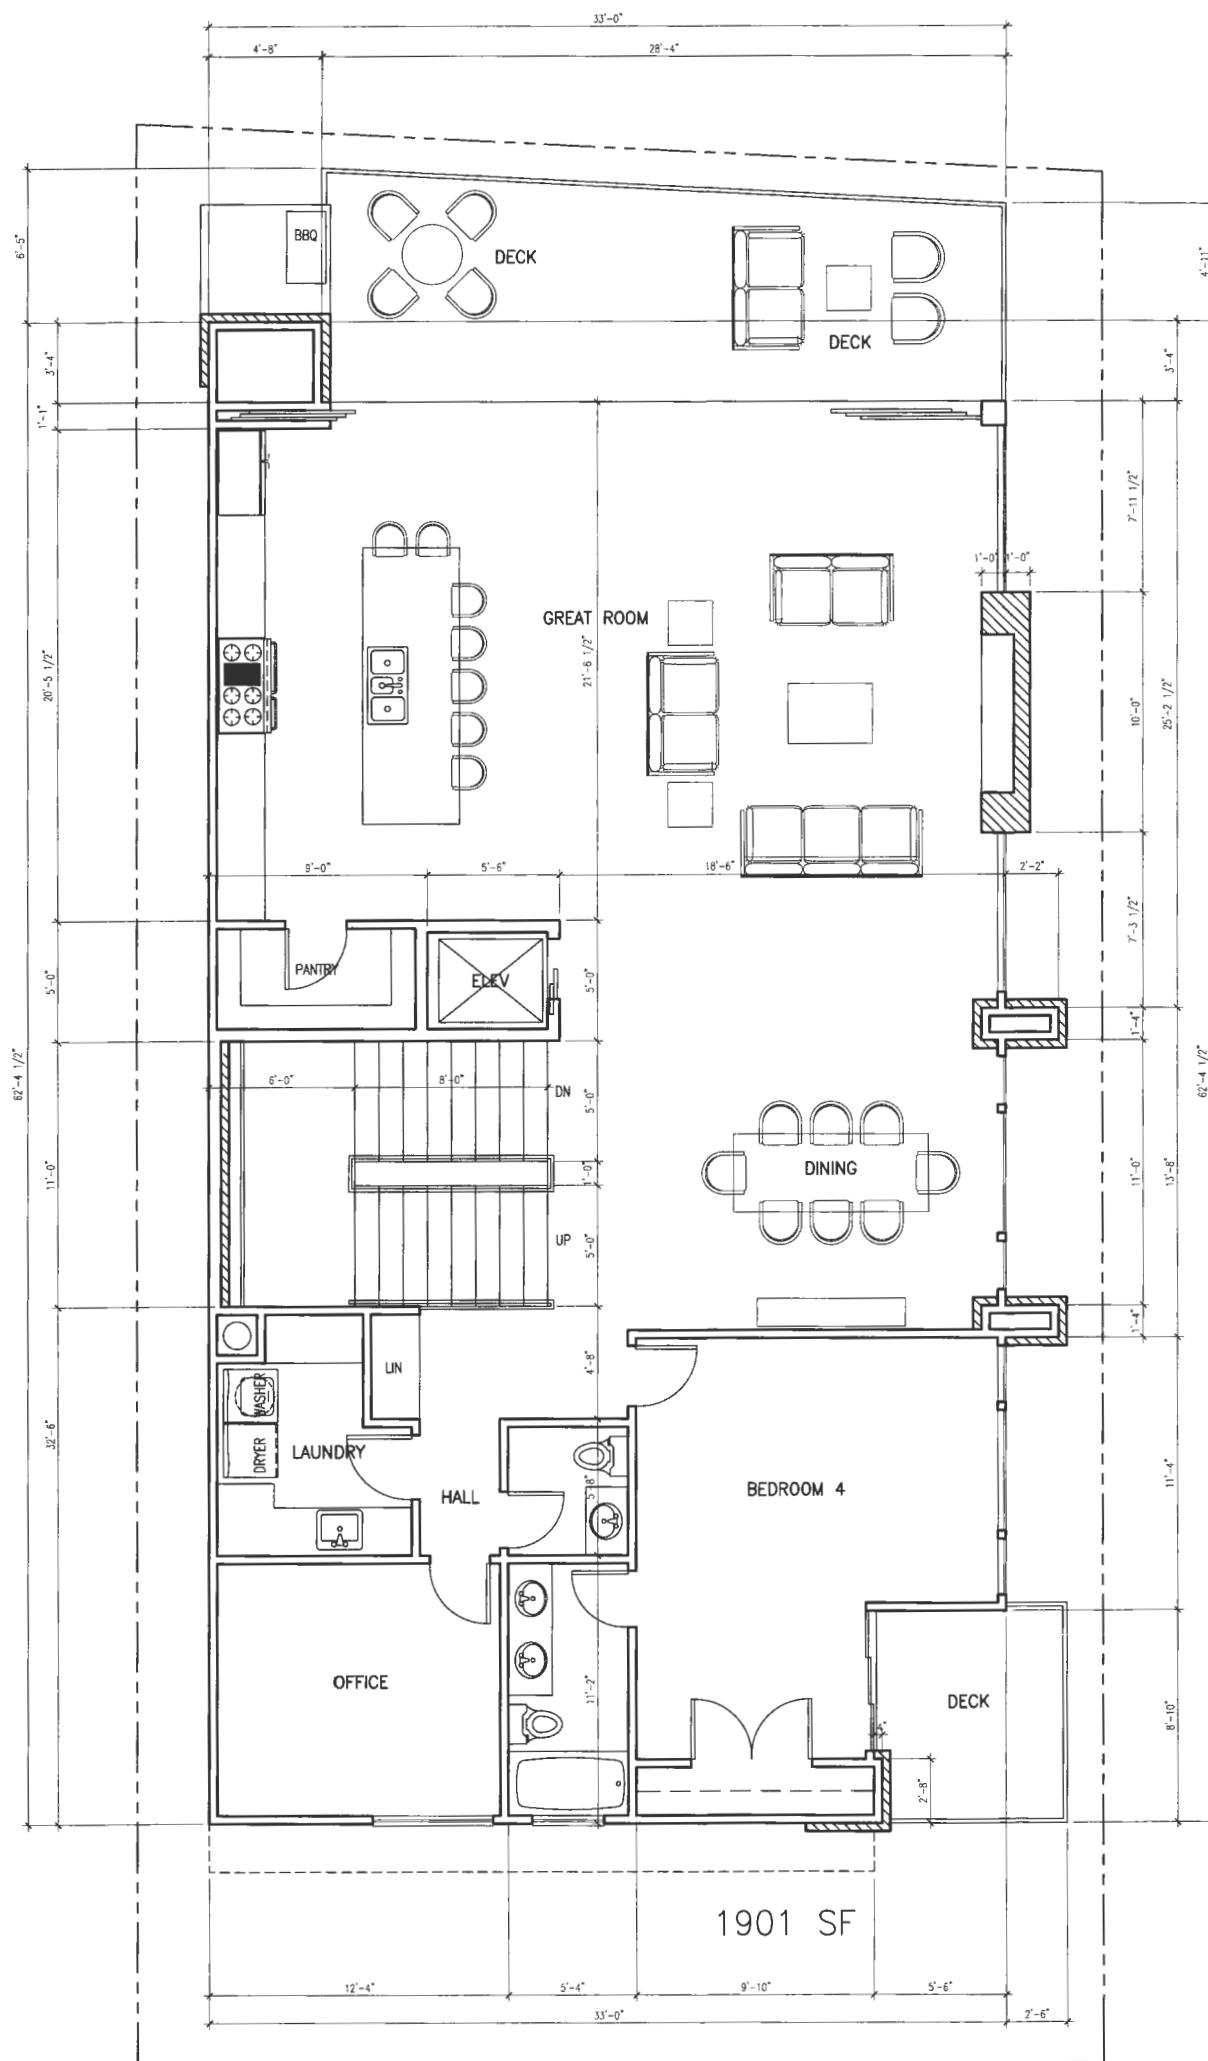 33'-0"
4'-8" 28'-4"
6'-5"
4'-11"
BBQ
DECK
DECK
3'-4"
3'-4"
1'-1"
7'-11 1/2"
1'-0" 1'-0"
GREAT ROOM
21'-6 1/2"
20'-5 1/2"
10'-0"
25'-2 1/2"
9'-0" 5'-6" 18'-6" 2'-2"
7'-3 1/2"
PANTRY
ELEV
5'-0"
5'-0"
1'-4"
62'-4 1/2"
62'-4 1/2"
6'-0" 8'-0"
DN
5'-0"
DINING
11'-0"
1'-0"
11'-0"
13'-8"
UP
5'-0"
1'-4"
LIN
4'-8"
WASHER
DRYER
LAUNDRY
32'-6"
HALL
BEDROOM 4
11'-4"
OFFICE
11'-2"
DECK
8'-10"
2'-8"
1901 SF
12'-4" 5'-4" 9'-10" 5'-6"
33'-0" 2'-6"